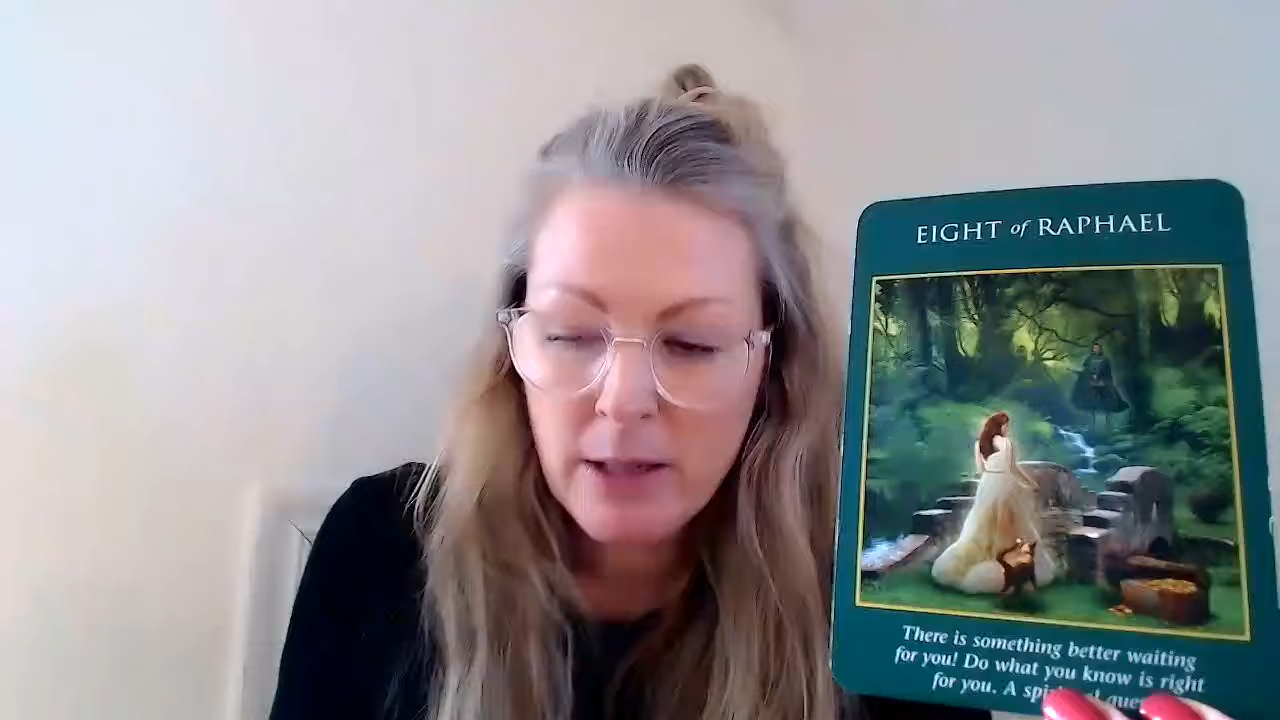 EIGHT of RAPHAEL
There is something better waiting
for you! Do what you know is right
for you. A